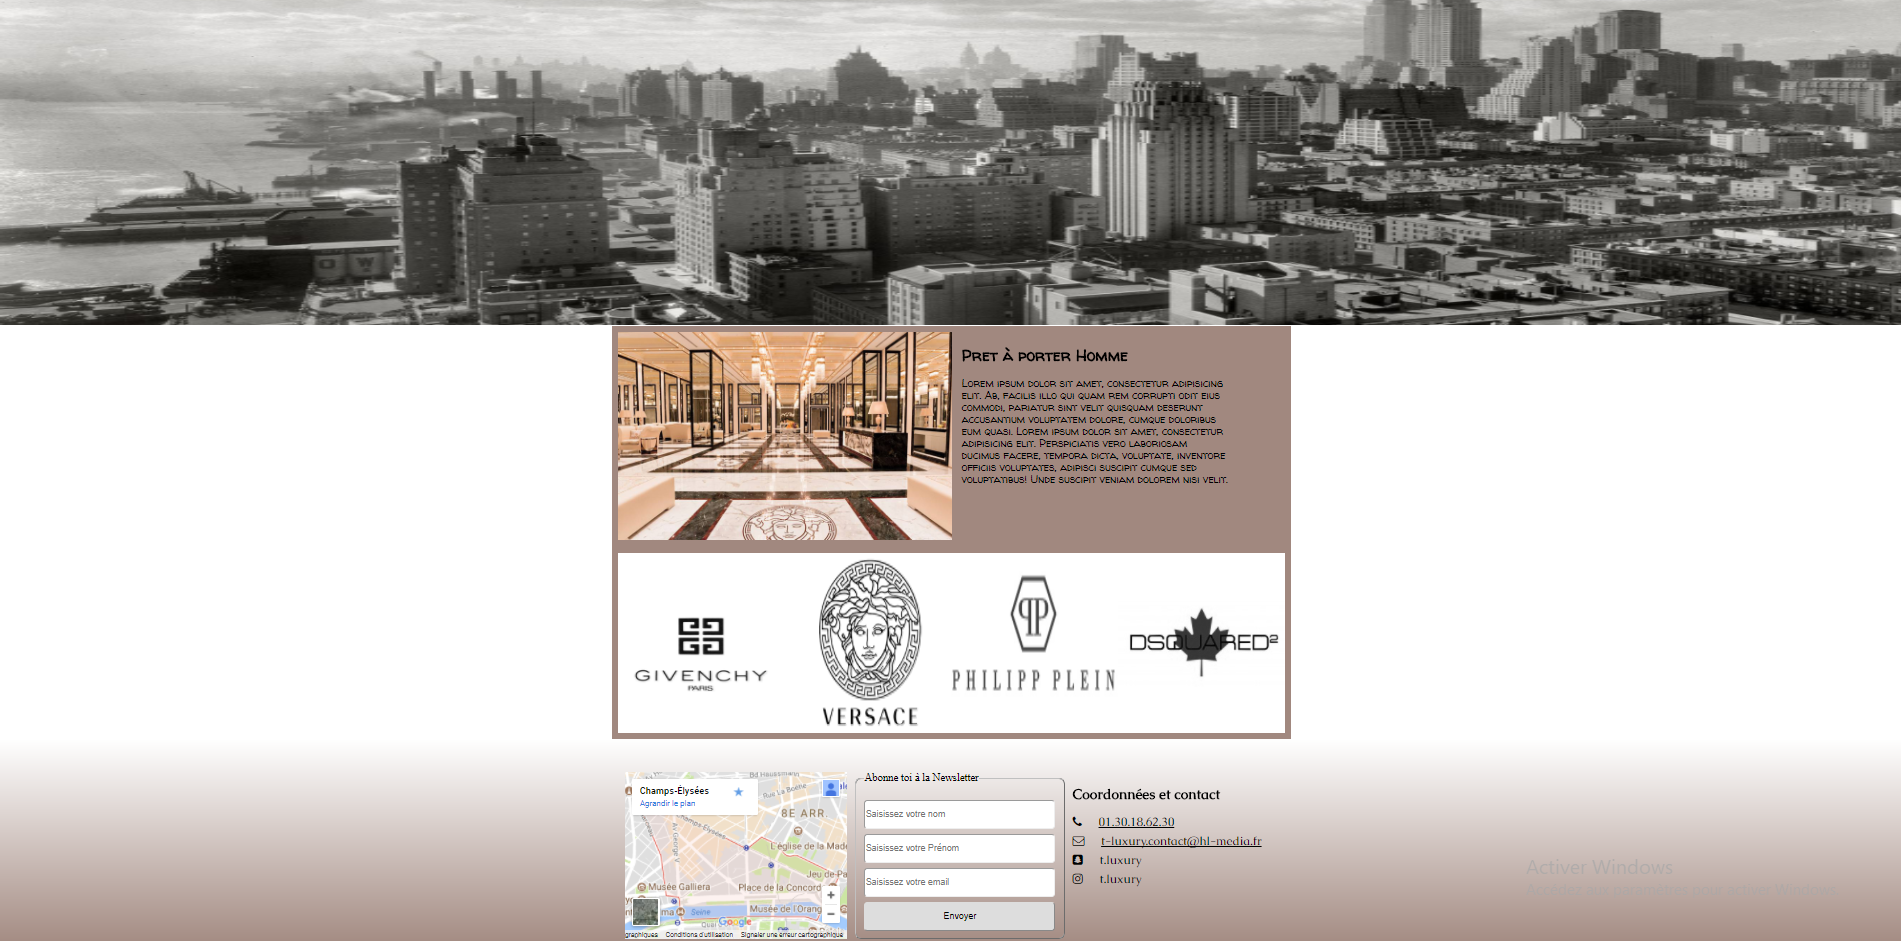 OW
Pret à porter Homme
Lorem ipsum dolor sit amet, consectetur adipisicing
elit. Ab, facilis illo qui quam rem corrupti odit eius
commodi, pariatur sint velit quisquam deserunt
accusantium voluptatem dolore, cumque doloribus
eum quasi. Lorem ipsum dolor sit amet, consectetur
adipisicing elit. Perspiciatis vero laboriosam
ducimus facere, tempora dicta, voluptate, inventore
officiis voluptates, adipisci suscipit cumque sed
voluptatibus! Unde suscipit veniam dolorem nisi velit.
GIVENCHY
PARIS
VERSACE
PHILIPP PLEIN
DSQUARED2
Bd Haussmann
Champs-Élysées
Agrandir le plan
Rue La Boétie
8E ARR.
Champs-Élysées
Av George V
L'église de la Made
Jeu de Pa
Musée Galliera
Place de la Concord
Musée de l'Orang
Seine
Google
graphiques
Conditions d'utilisation
Signaler une erreur cartographique
Abonne toi à la Newsletter
Saisissez votre nom
Saisissez votre Prénom
Saisissez votre email
Envoyer
Coordonnées et contact
01.30.18.62.30
t-luxury.contact@hl-media.fr
t.luxury
t.luxury
Activer Windows
Accédez aux paramètres pour activer Windows.